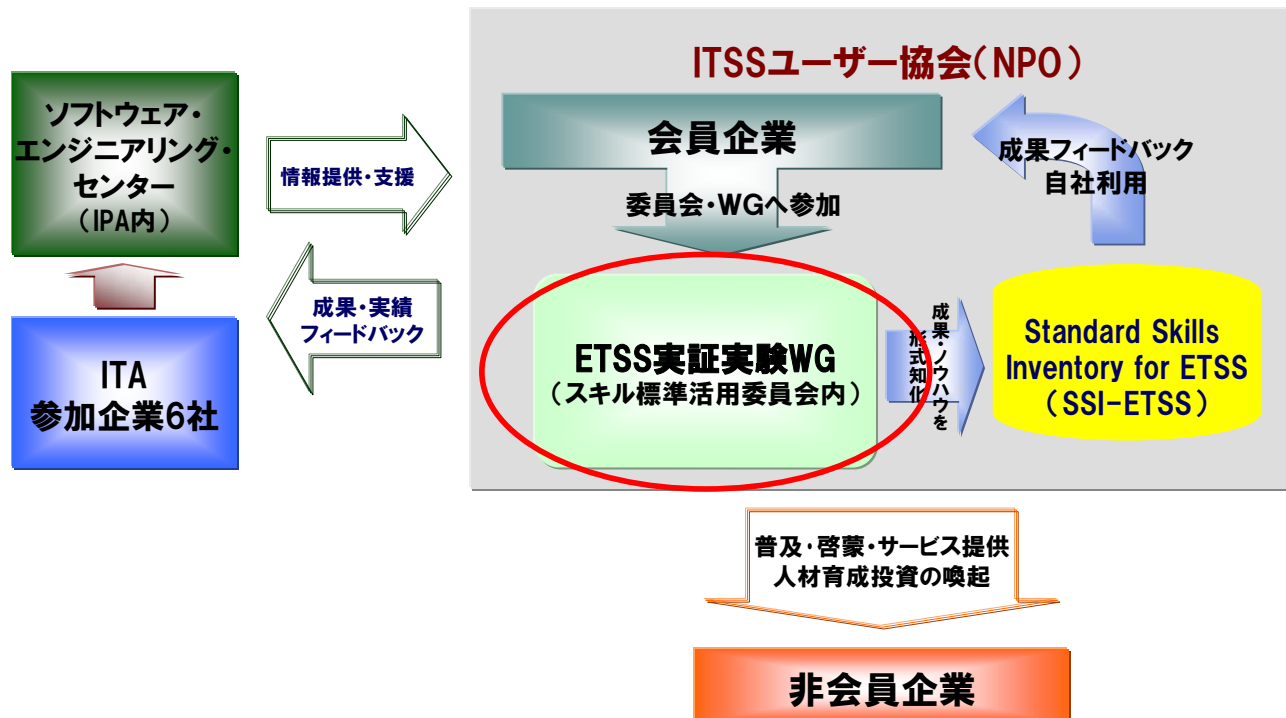 ITSSユーザー協会(NPO)
ソフトウェア・
エンジニアリング・
センター
(IPA内)
情報提供・支援
会員企業
委員会・WGへ参加
成果フィードバック
自社利用
成果・実績
フィードバック
ITA
参加企業6社
ETSS実証実験WG
(スキル標準活用委員会内)
成果・ノウハウを
形式知化
Standard Skills
Inventory for ETSS
(SSI-ETSS)
普及・啓蒙・サービス提供
人材育成投資の喚起
非会員企業